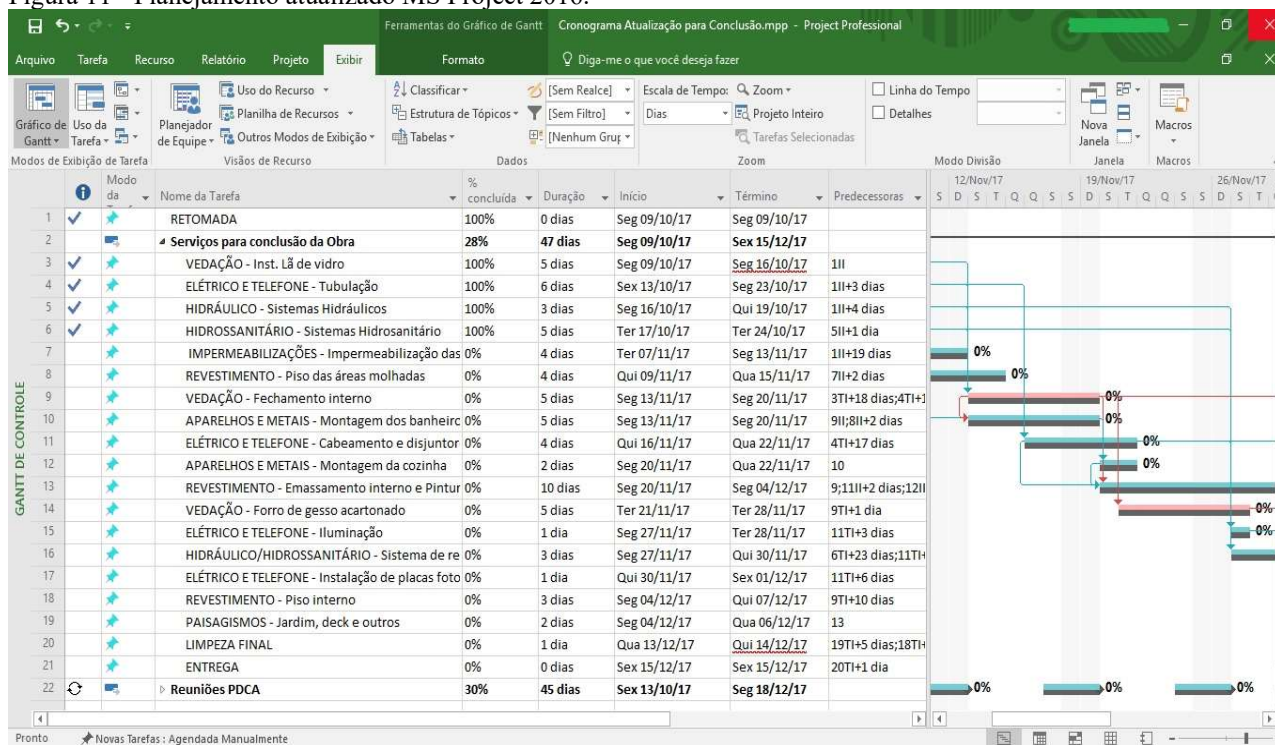 Figura 11 - Planejamento atualizado MS Project 2016.
Ferramentas do Gráfico de Gantt Cronograma Atualização para Conclusão.mpp - Project Professional
Arquivo Tarefa Recurso Relatório Projeto Exibir Formato Diga-me o que você deseja fazer
Uso do Recurso Classificar [Sem Realce] Escala de Tempo: Zoom Linha do Tempo
Planilha de Recursos Estrutura de Tópicos [Sem Filtro] Dias Projeto Inteiro Detalhes
Outros Modos de Exibição Tabelas [Nenhum Grup Tarefas Selecionadas
Gráfico de Gantt Uso da Tarefa Planejador de Equipe Nova Janela Macros
Modos de Exibição de Tarefa Visões de Recurso Dados Zoom Modo Divisão Janela Macros
Modo da Nome da Tarefa % concluída Duração Início Término Predecessoras
12/Nov/17 19/Nov/17 26/Nov/17
S D S T Q Q S S D S T Q Q S S D S T
GANTT DE CONTROLE
1 RETOMADA 100% 0 dias Seg 09/10/17 Seg 09/10/17
2 Serviços para conclusão da Obra 28% 47 dias Seg 09/10/17 Sex 15/12/17
3 VEDAÇÃO - Inst. Lã de vidro 100% 5 dias Seg 09/10/17 Seg 16/10/17 1II
4 ELÉTRICO E TELEFONE - Tubulação 100% 6 dias Sex 13/10/17 Seg 23/10/17 1II+3 dias
5 HIDRÁULICO - Sistemas Hidráulicos 100% 3 dias Seg 16/10/17 Qui 19/10/17 1II+4 dias
6 HIDROSSANITÁRIO - Sistemas Hidrosanitário 100% 5 dias Ter 17/10/17 Ter 24/10/17 5II+1 dia
7 IMPERMEABILIZAÇÕES - Impermeabilização das 0% 4 dias Ter 07/11/17 Seg 13/11/17 1II+19 dias 0%
8 REVESTIMENTO - Piso das áreas molhadas 0% 4 dias Qui 09/11/17 Qua 15/11/17 7II+2 dias 0%
9 VEDAÇÃO - Fechamento interno 0% 5 dias Seg 13/11/17 Seg 20/11/17 3TI+18 dias;4TI+1 0%
10 APARELHOS E METAIS - Montagem dos banheirc 0% 5 dias Seg 13/11/17 Seg 20/11/17 9II;8II+2 dias 0%
11 ELÉTRICO E TELEFONE - Cabeamento e disjuntor 0% 4 dias Qui 16/11/17 Qua 22/11/17 4TI+17 dias 0%
12 APARELHOS E METAIS - Montagem da cozinha 0% 2 dias Seg 20/11/17 Qua 22/11/17 10 0%
13 REVESTIMENTO - Emassamento interno e Pintur 0% 10 dias Seg 20/11/17 Seg 04/12/17 9;11II+2 dias;12II
14 VEDAÇÃO - Forro de gesso acartonado 0% 5 dias Ter 21/11/17 Ter 28/11/17 9TI+1 dia 0%
15 ELÉTRICO E TELEFONE - Iluminação 0% 1 dia Seg 27/11/17 Ter 28/11/17 11TI+3 dias 0%
16 HIDRÁULICO/HIDROSSANITÁRIO - Sistema de re 0% 3 dias Seg 27/11/17 Qui 30/11/17 6TI+23 dias;11TI+
17 ELÉTRICO E TELEFONE - Instalação de placas foto 0% 1 dia Qui 30/11/17 Sex 01/12/17 11TI+6 dias
18 REVESTIMENTO - Piso interno 0% 3 dias Seg 04/12/17 Qui 07/12/17 9TI+10 dias
19 PAISAGISMOS - Jardim, deck e outros 0% 2 dias Seg 04/12/17 Qua 06/12/17 13
20 LIMPEZA FINAL 0% 1 dia Qua 13/12/17 Qui 14/12/17 19TI+5 dias;18TI+
21 ENTREGA 0% 0 dias Sex 15/12/17 Sex 15/12/17 20TI+1 dia
22 Reuniões PDCA 30% 45 dias Sex 13/10/17 Seg 18/12/17 0% 0% 0%
Pronto Novas Tarefas : Agendada Manualmente